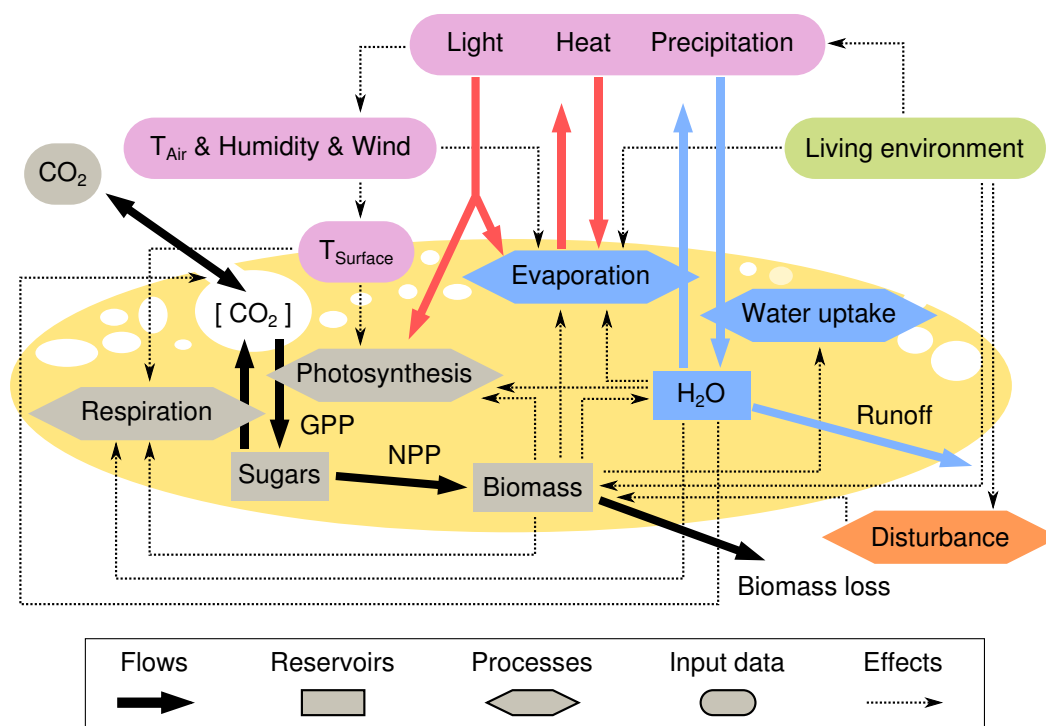 Light Heat Precipitation
T_Air & Humidity & Wind
Living environment
CO₂
T_Surface
Evaporation
[ CO₂ ]
Water uptake
Photosynthesis
H₂O
Respiration
Runoff
GPP
NPP
Sugars
Biomass
Disturbance
Biomass loss
Flows Reservoirs Processes Input data Effects